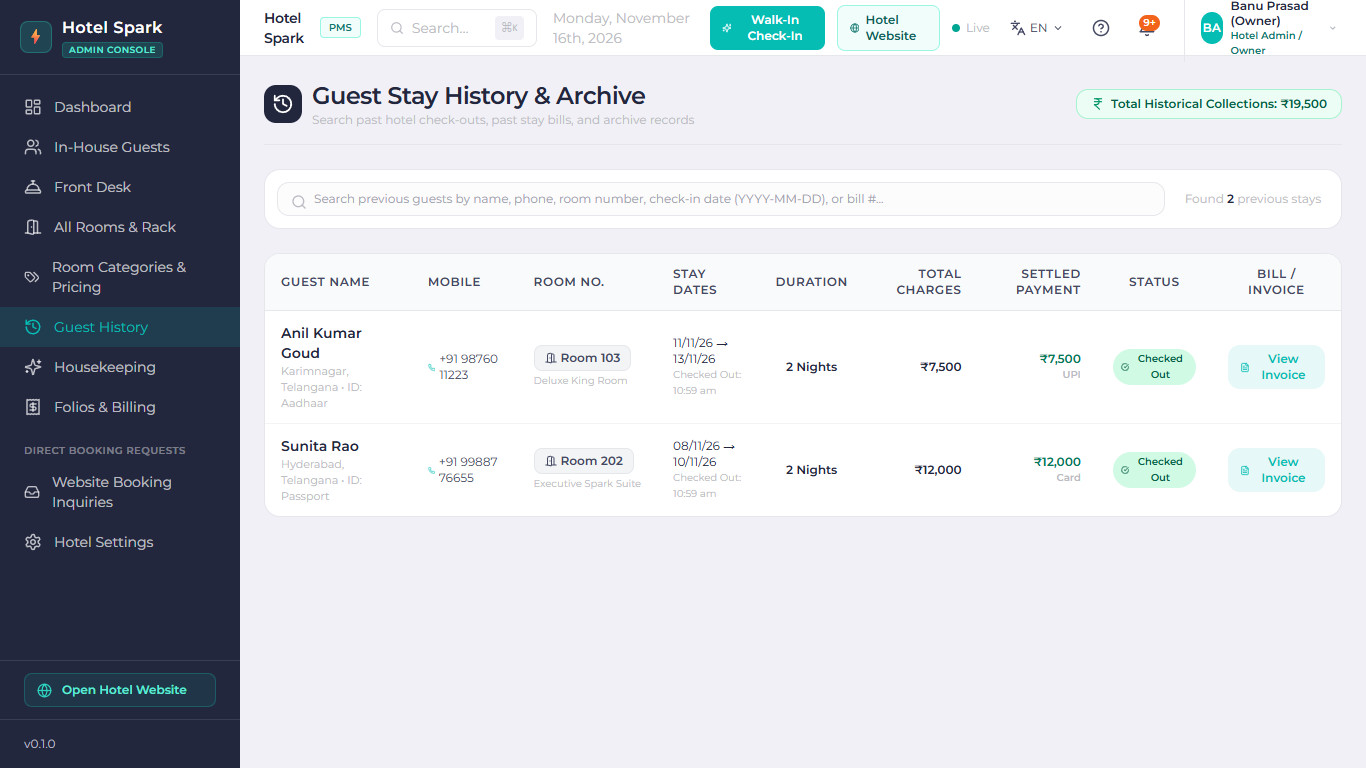 Hotel Spark
ADMIN CONSOLE
Dashboard
In-House Guests
Front Desk
All Rooms & Rack
Room Categories &
Pricing
Guest History
Housekeeping
Folios & Billing
DIRECT BOOKING REQUESTS
Website Booking
Inquiries
Hotel Settings
Open Hotel Website
v0.1.0
Hotel
Spark
PMS
Search...
⌘K
Monday, November
16th, 2026
Walk-In
Check-In
Hotel
Website
Live
EN
9+
BA
Banu Prasad
(Owner)
Hotel Admin /
Owner
Guest Stay History & Archive
Search past hotel check-outs, past stay bills, and archive records
₹ Total Historical Collections: ₹19,500
Search previous guests by name, phone, room number, check-in date (YYYY-MM-DD), or bill #...
Found 2 previous stays
GUEST NAME
MOBILE
ROOM NO.
STAY
DATES
DURATION
TOTAL
CHARGES
SETTLED
PAYMENT
STATUS
BILL /
INVOICE
Anil Kumar
Goud
Karimnagar,
Telangana • ID:
Aadhaar
+91 98760
11223
Room 103
Deluxe King Room
11/11/26 →
13/11/26
Checked Out:
10:59 am
2 Nights
₹7,500
₹7,500
UPI
Checked
Out
View
Invoice
Sunita Rao
Hyderabad,
Telangana • ID:
Passport
+91 99887
76655
Room 202
Executive Spark Suite
08/11/26 →
10/11/26
Checked Out:
10:59 am
2 Nights
₹12,000
₹12,000
Card
Checked
Out
View
Invoice